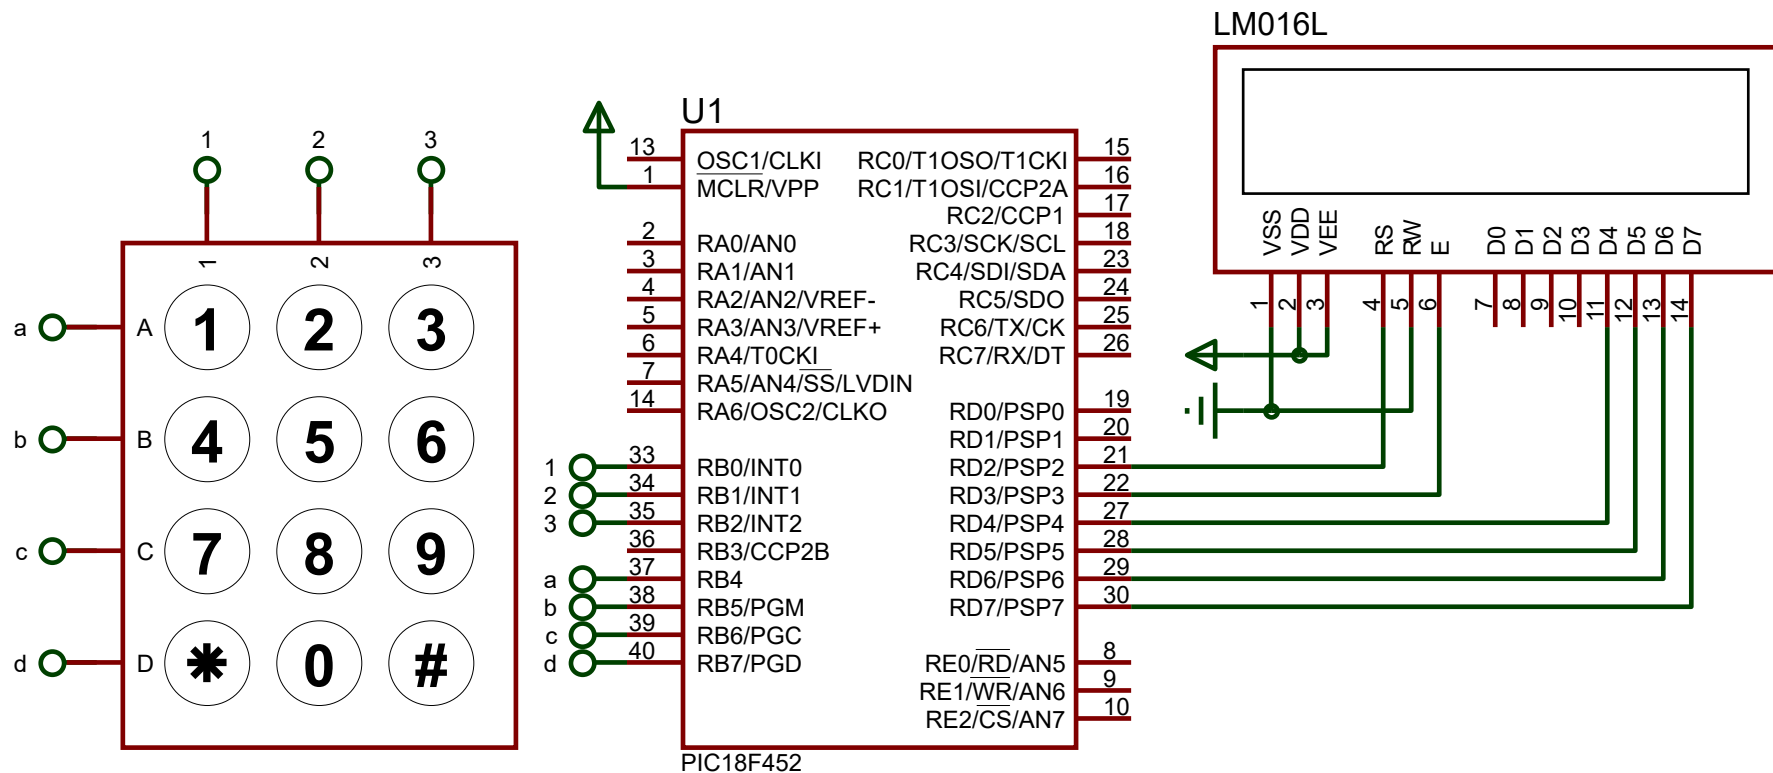 LM016L
VSS VDD VEE RS RW E D0 D1 D2 D3 D4 D5 D6 D7
1 2 3 4 5 6 7 8 9 10 11 12 13 14
1 2 3
1 2 3
a A 1 2 3
b B 4 5 6
c C 7 8 9
d D * 0 #
U1
13 OSC1/CLKI RC0/T1OSO/T1CKI 15
1 MCLR/VPP RC1/T1OSI/CCP2A 16
RC2/CCP1 17
2 RA0/AN0 RC3/SCK/SCL 18
3 RA1/AN1 RC4/SDI/SDA 23
4 RA2/AN2/VREF- RC5/SDO 24
5 RA3/AN3/VREF+ RC6/TX/CK 25
6 RA4/T0CKI RC7/RX/DT 26
7 RA5/AN4/SS/LVDIN
14 RA6/OSC2/CLKO RD0/PSP0 19
RD1/PSP1 20
1 33 RB0/INT0 RD2/PSP2 21
2 34 RB1/INT1 RD3/PSP3 22
3 35 RB2/INT2 RD4/PSP4 27
36 RB3/CCP2B RD5/PSP5 28
a 37 RB4 RD6/PSP6 29
b 38 RB5/PGM RD7/PSP7 30
c 39 RB6/PGC
d 40 RB7/PGD RE0/RD/AN5 8
RE1/WR/AN6 9
RE2/CS/AN7 10
PIC18F452